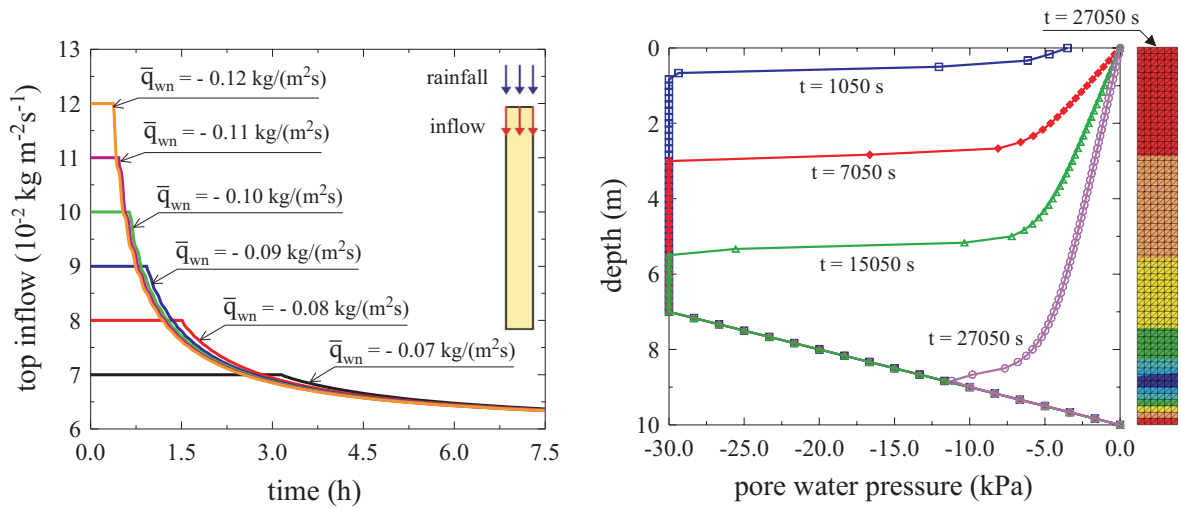 13
12
11
10
9
8
7
6
top inflow (10⁻² kg m⁻²s⁻¹)
q̅wn = - 0.12 kg/(m²s)
q̅wn = - 0.11 kg/(m²s)
q̅wn = - 0.10 kg/(m²s)
q̅wn = - 0.09 kg/(m²s)
q̅wn = - 0.08 kg/(m²s)
q̅wn = - 0.07 kg/(m²s)
rainfall
inflow
0.0 1.5 3.0 4.5 6.0 7.5
time (h)
t = 27050 s
0
2
4
6
8
10
depth (m)
t = 1050 s
t = 7050 s
t = 15050 s
t = 27050 s
-30.0 -25.0 -20.0 -15.0 -10.0 -5.0 0.0
pore water pressure (kPa)